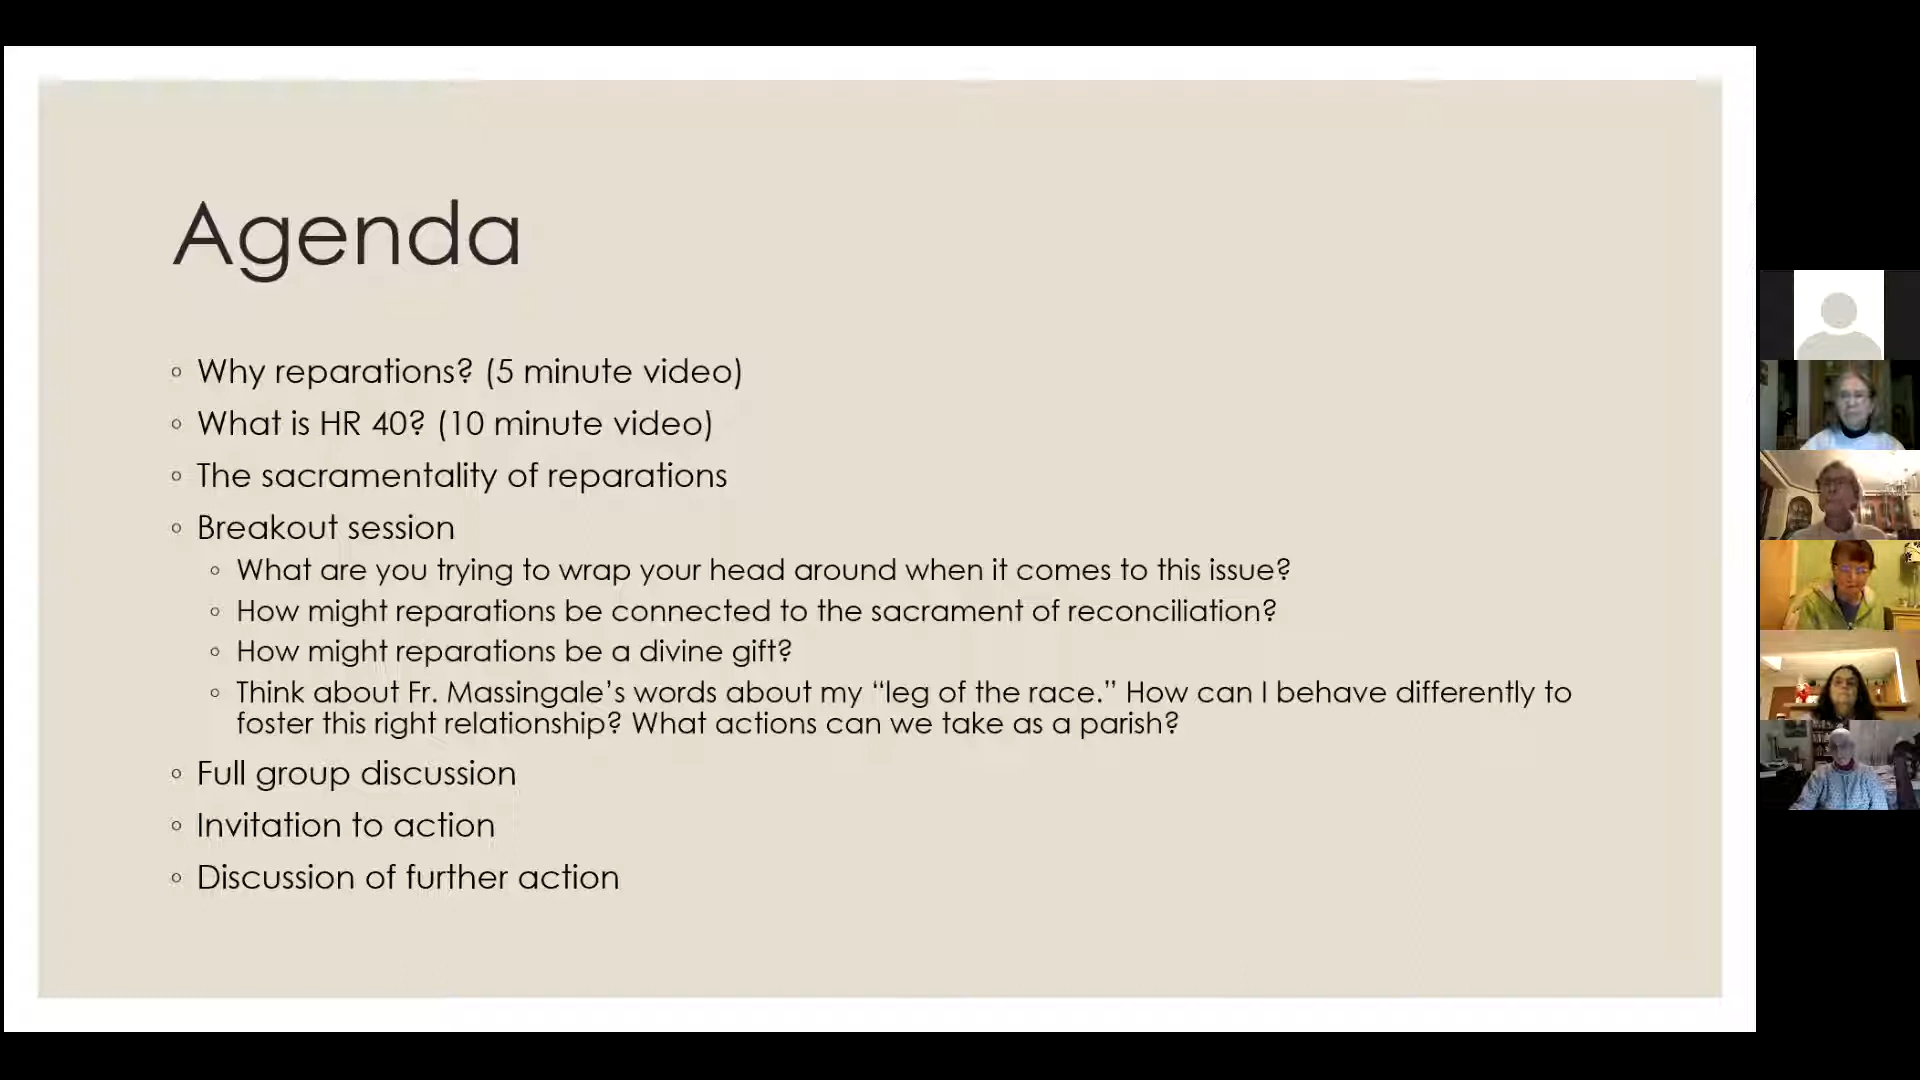 Agenda
◦ Why reparations? (5 minute video)
◦ What is HR 40? (10 minute video)
◦ The sacramentality of reparations
◦ Breakout session
◦ What are you trying to wrap your head around when it comes to this issue?
◦ How might reparations be connected to the sacrament of reconciliation?
◦ How might reparations be a divine gift?
◦ Think about Fr. Massingale’s words about my “leg of the race.” How can I behave differently to
foster this right relationship? What actions can we take as a parish?
◦ Full group discussion
◦ Invitation to action
◦ Discussion of further action